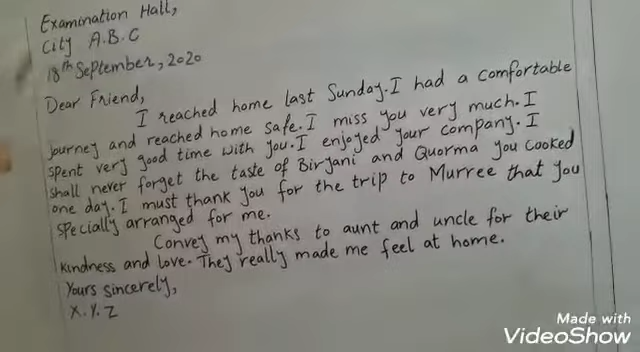 Examination Hall,
City A.B.C
18th September, 2020
Dear Friend,
I reached home last Sunday. I had a comfortable
journey and reached home safe. I miss you very much. I
spent very good time with you. I enjoyed your company. I
shall never forget the taste of Biryani and Quorma you cooked
one day. I must thank you for the trip to Murree that you
specially arranged for me.
Convey my thanks to aunt and uncle for their
kindness and love. They really made me feel at home.
Yours sincerely,
X.Y.Z
Made with
VideoShow